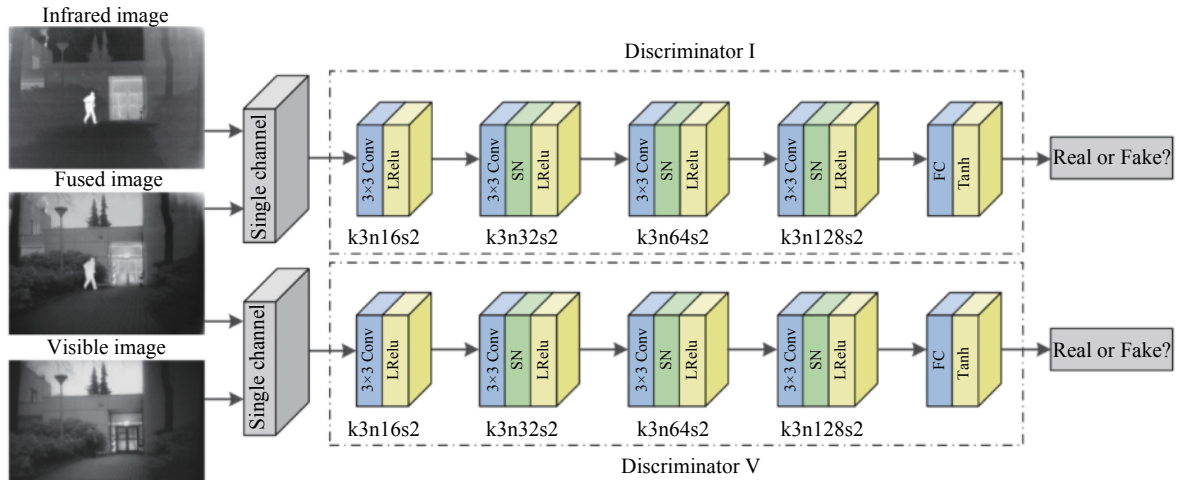 Infrared image
Fused image
Visible image
Single channel
Discriminator I
3×3 Conv
LRelu
k3n16s2
3×3 Conv
SN
LRelu
k3n32s2
3×3 Conv
SN
LRelu
k3n64s2
3×3 Conv
SN
LRelu
k3n128s2
FC
Tanh
Real or Fake?
Single channel
3×3 Conv
LRelu
k3n16s2
3×3 Conv
SN
LRelu
k3n32s2
3×3 Conv
SN
LRelu
k3n64s2
3×3 Conv
SN
LRelu
k3n128s2
FC
Tanh
Real or Fake?
Discriminator V